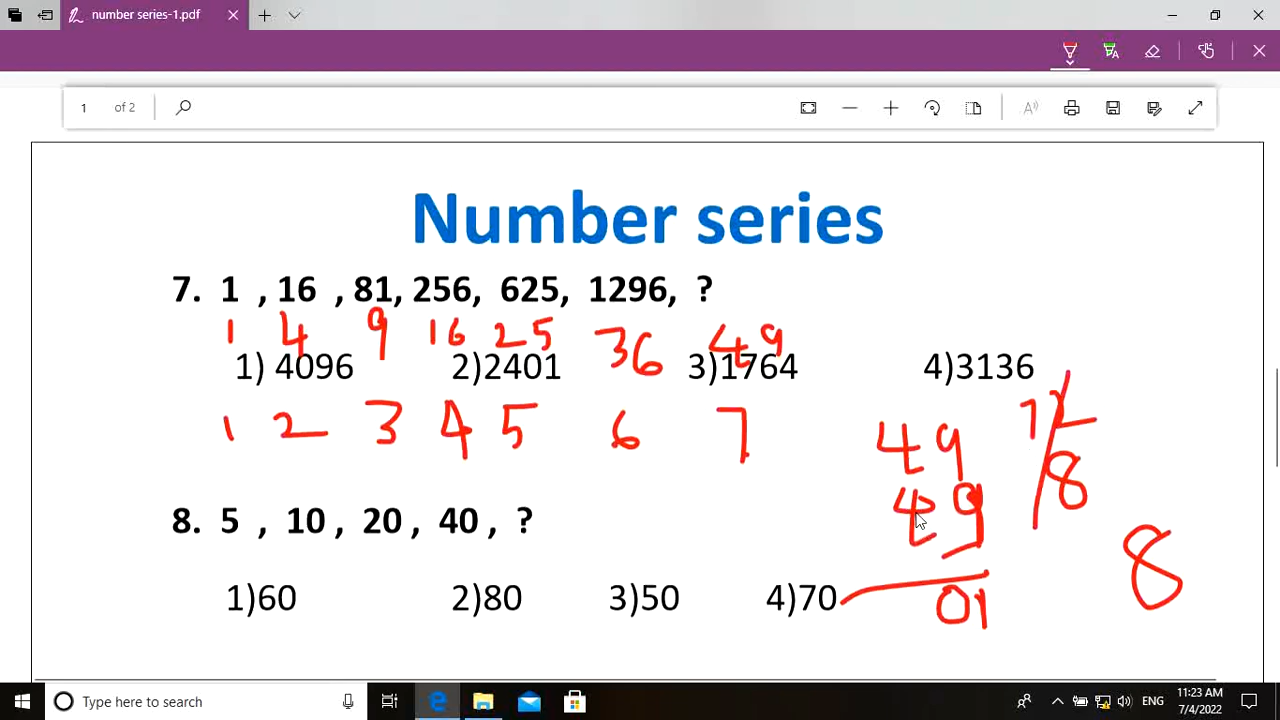 number series-1.pdf
1 of 2
Number series
7. 1 , 16 , 81, 256, 625, 1296, ?
1 4 9 16 25 36 49
1) 4096 2)2401 3)1764 4)3136
1 2 3 4 5 6 7
49
49
01
8
8
8. 5 , 10 , 20 , 40 , ?
1)60 2)80 3)50 4)70
Type here to search
ENG
11:23 AM
7/4/2022